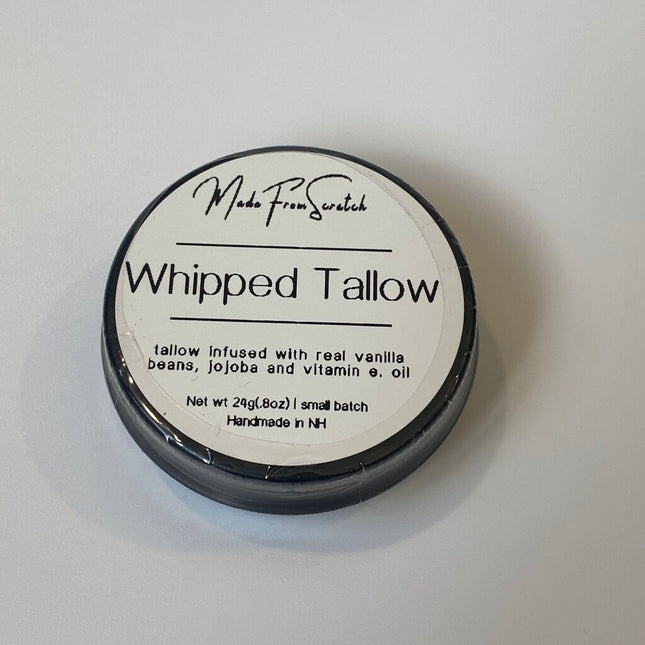 Made From Scratch
Whipped Tallow
tallow infused with real vanilla
beans, jojoba and vitamin e. oil
Net wt 24g(.8oz) | small batch
Handmade in NH